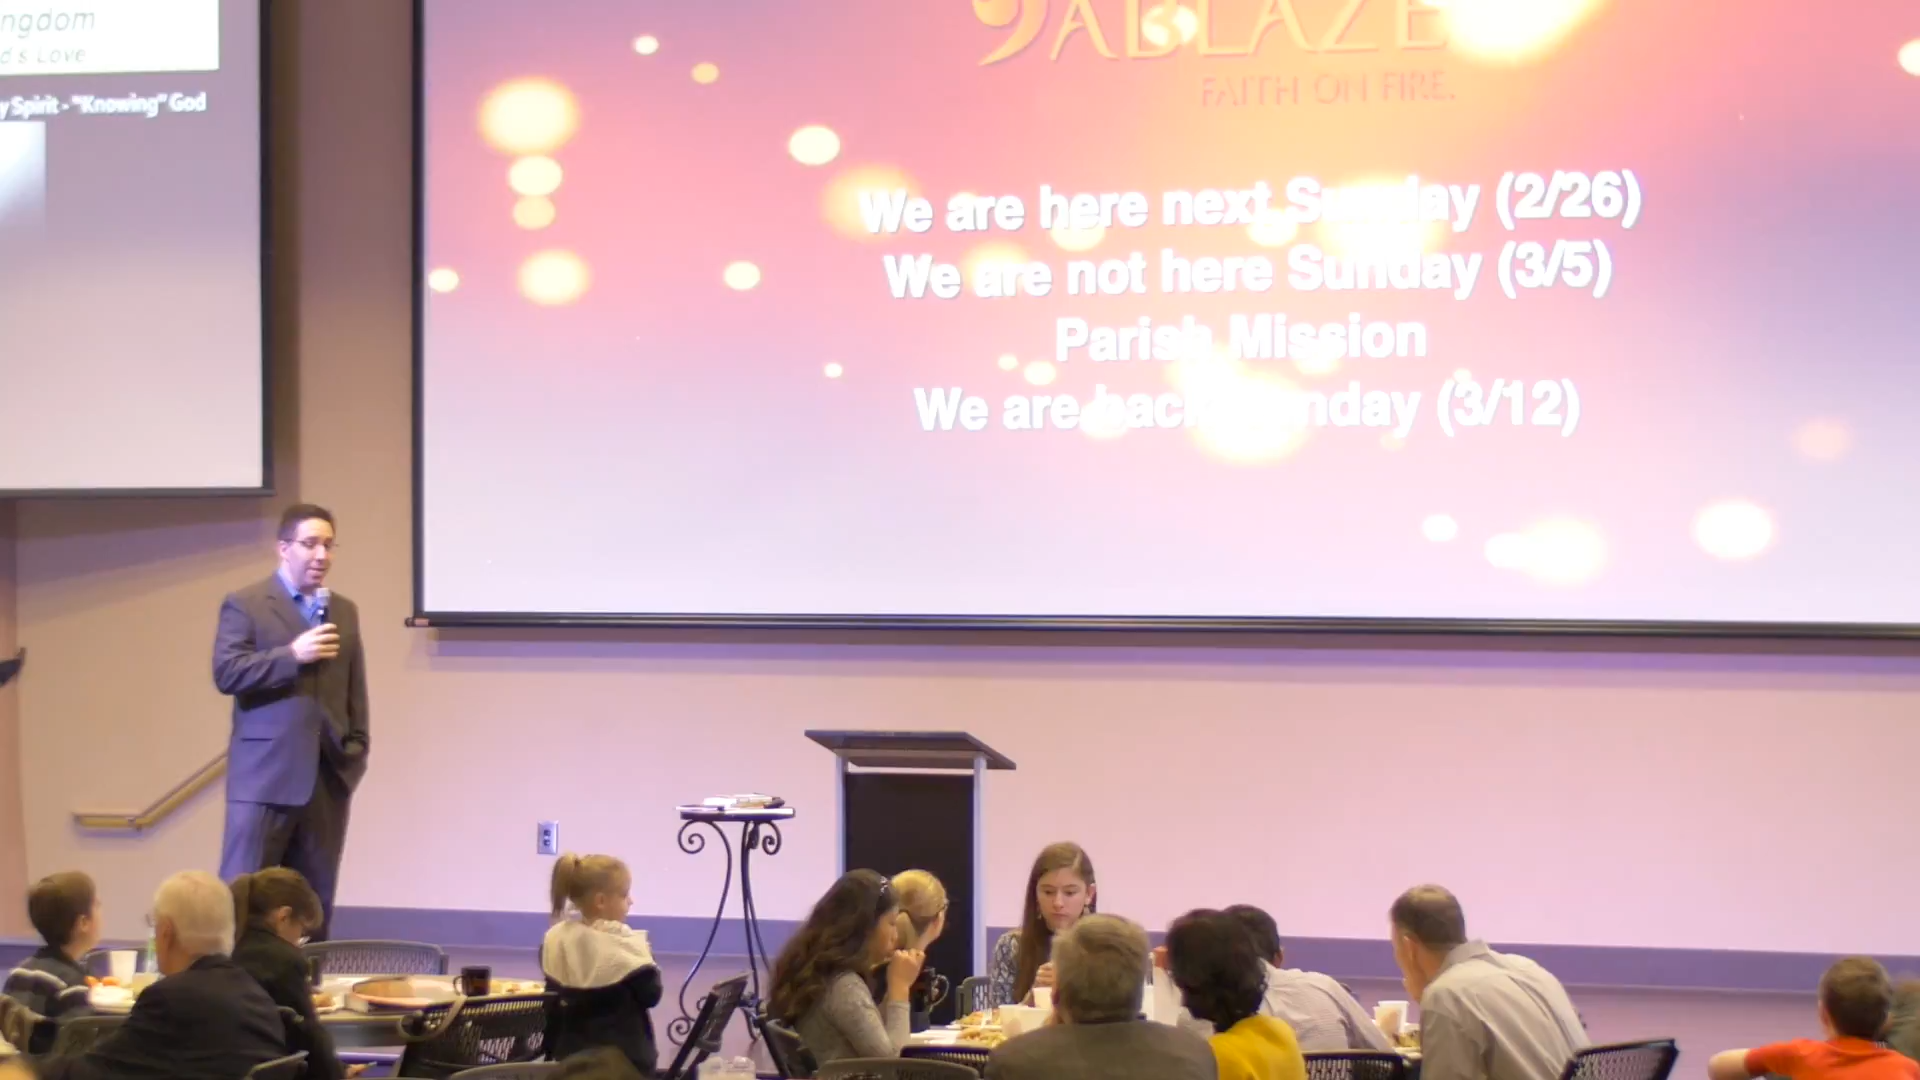 ngdom
d's Love
y Spirit - "Knowing" God
ABLAZE
FAITH ON FIRE.
We are here next Sunday (2/26)
We are not here Sunday (3/5)
Parish Mission
We are back Sunday (3/12)